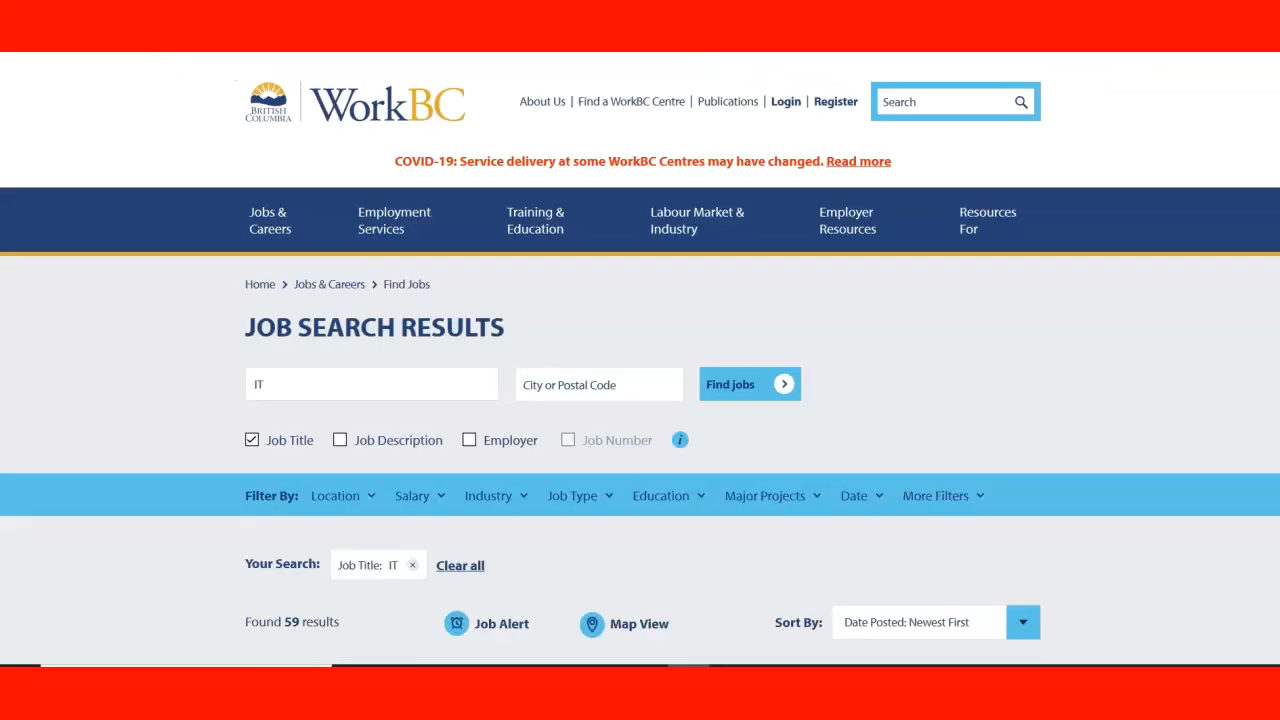 BRITISH
COLUMBIA
WorkBC
About Us | Find a WorkBC Centre | Publications | Login | Register
Search
COVID-19: Service delivery at some WorkBC Centres may have changed. Read more
Jobs &
Careers
Employment
Services
Training &
Education
Labour Market &
Industry
Employer
Resources
Resources
For
Home > Jobs & Careers > Find Jobs
JOB SEARCH RESULTS
IT
City or Postal Code
Find jobs
Job Title
Job Description
Employer
Job Number
i
Filter By: Location Salary Industry Job Type Education Major Projects Date More Filters
Your Search: Job Title: IT × Clear all
Found 59 results
Job Alert
Map View
Sort By: Date Posted: Newest First